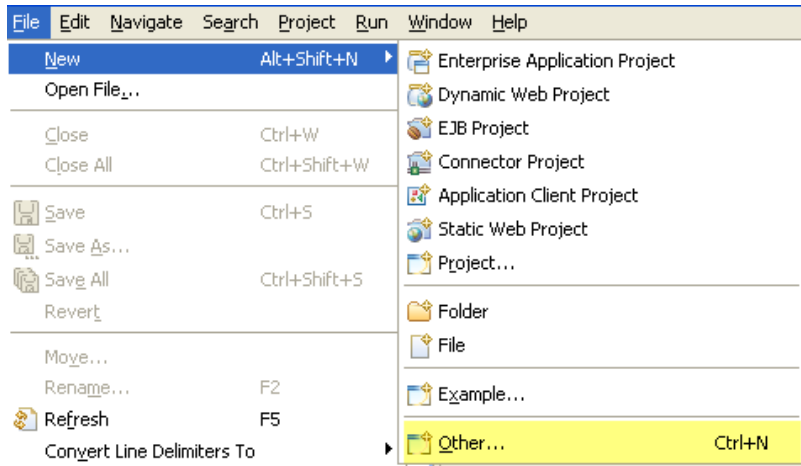 File Edit Navigate Search Project Run Window Help
New Alt+Shift+N
Open File...
Close Ctrl+W
Close All Ctrl+Shift+W
Save Ctrl+S
Save As...
Save All Ctrl+Shift+S
Revert
Move...
Rename... F2
Refresh F5
Convert Line Delimiters To
Enterprise Application Project
Dynamic Web Project
EJB Project
Connector Project
Application Client Project
Static Web Project
Project...
Folder
File
Example...
Other... Ctrl+N